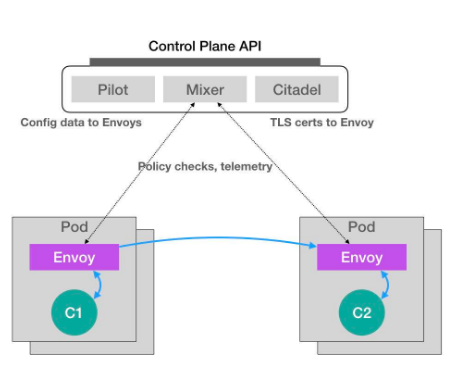 Control Plane API
Pilot
Mixer
Citadel
Config data to Envoys
TLS certs to Envoy
Policy checks, telemetry
Pod
Pod
Envoy
Envoy
C1
C2